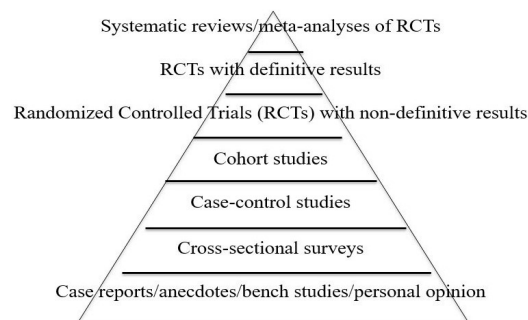 Systematic reviews/meta-analyses of RCTs
RCTs with definitive results
Randomized Controlled Trials (RCTs) with non-definitive results
Cohort studies
Case-control studies
Cross-sectional surveys
Case reports/anecdotes/bench studies/personal opinion